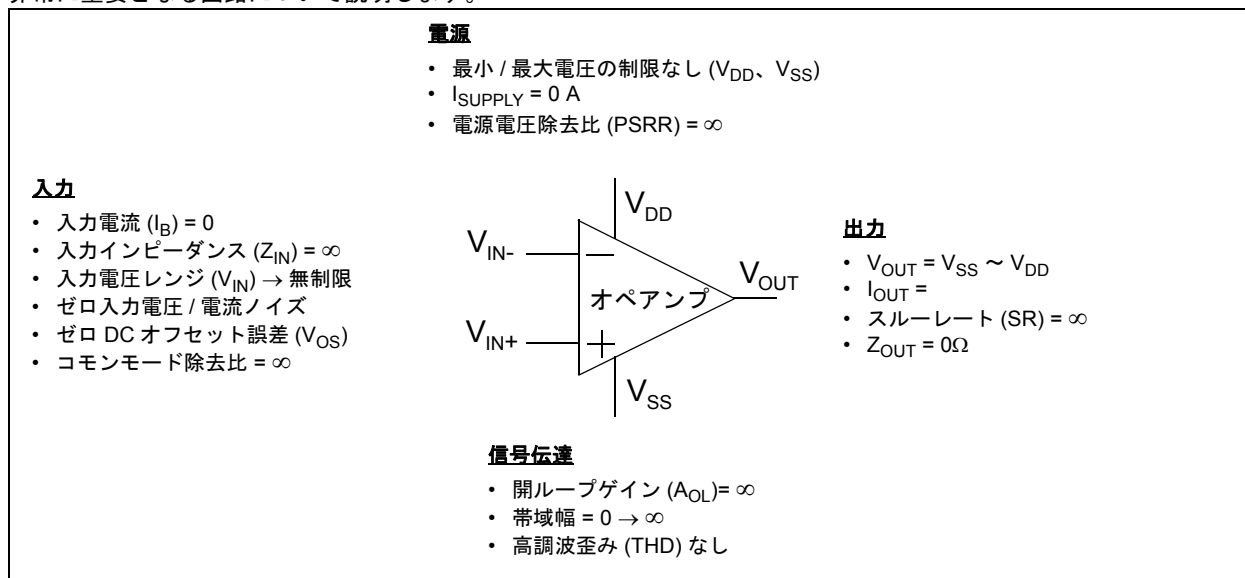 電源
• 最小 / 最大電圧の制限なし (VDD、VSS)
• ISUPPLY = 0 A
• 電源電圧除去比 (PSRR) = ∞
入力
• 入力電流 (IB) = 0
• 入力インピーダンス (ZIN) = ∞
• 入力電圧レンジ (VIN) → 無制限
• ゼロ入力電圧 / 電流ノイズ
• ゼロ DC オフセット誤差 (VOS)
• コモンモード除去比 = ∞
VDD
VIN-
−
オペアンプ
VOUT
VIN+
+
VSS
出力
• VOUT = VSS ～ VDD
• IOUT =
• スルーレート (SR) = ∞
• ZOUT = 0Ω
信号伝達
• 開ループゲイン (AOL)= ∞
• 帯域幅 = 0 → ∞
• 高調波歪み (THD) なし